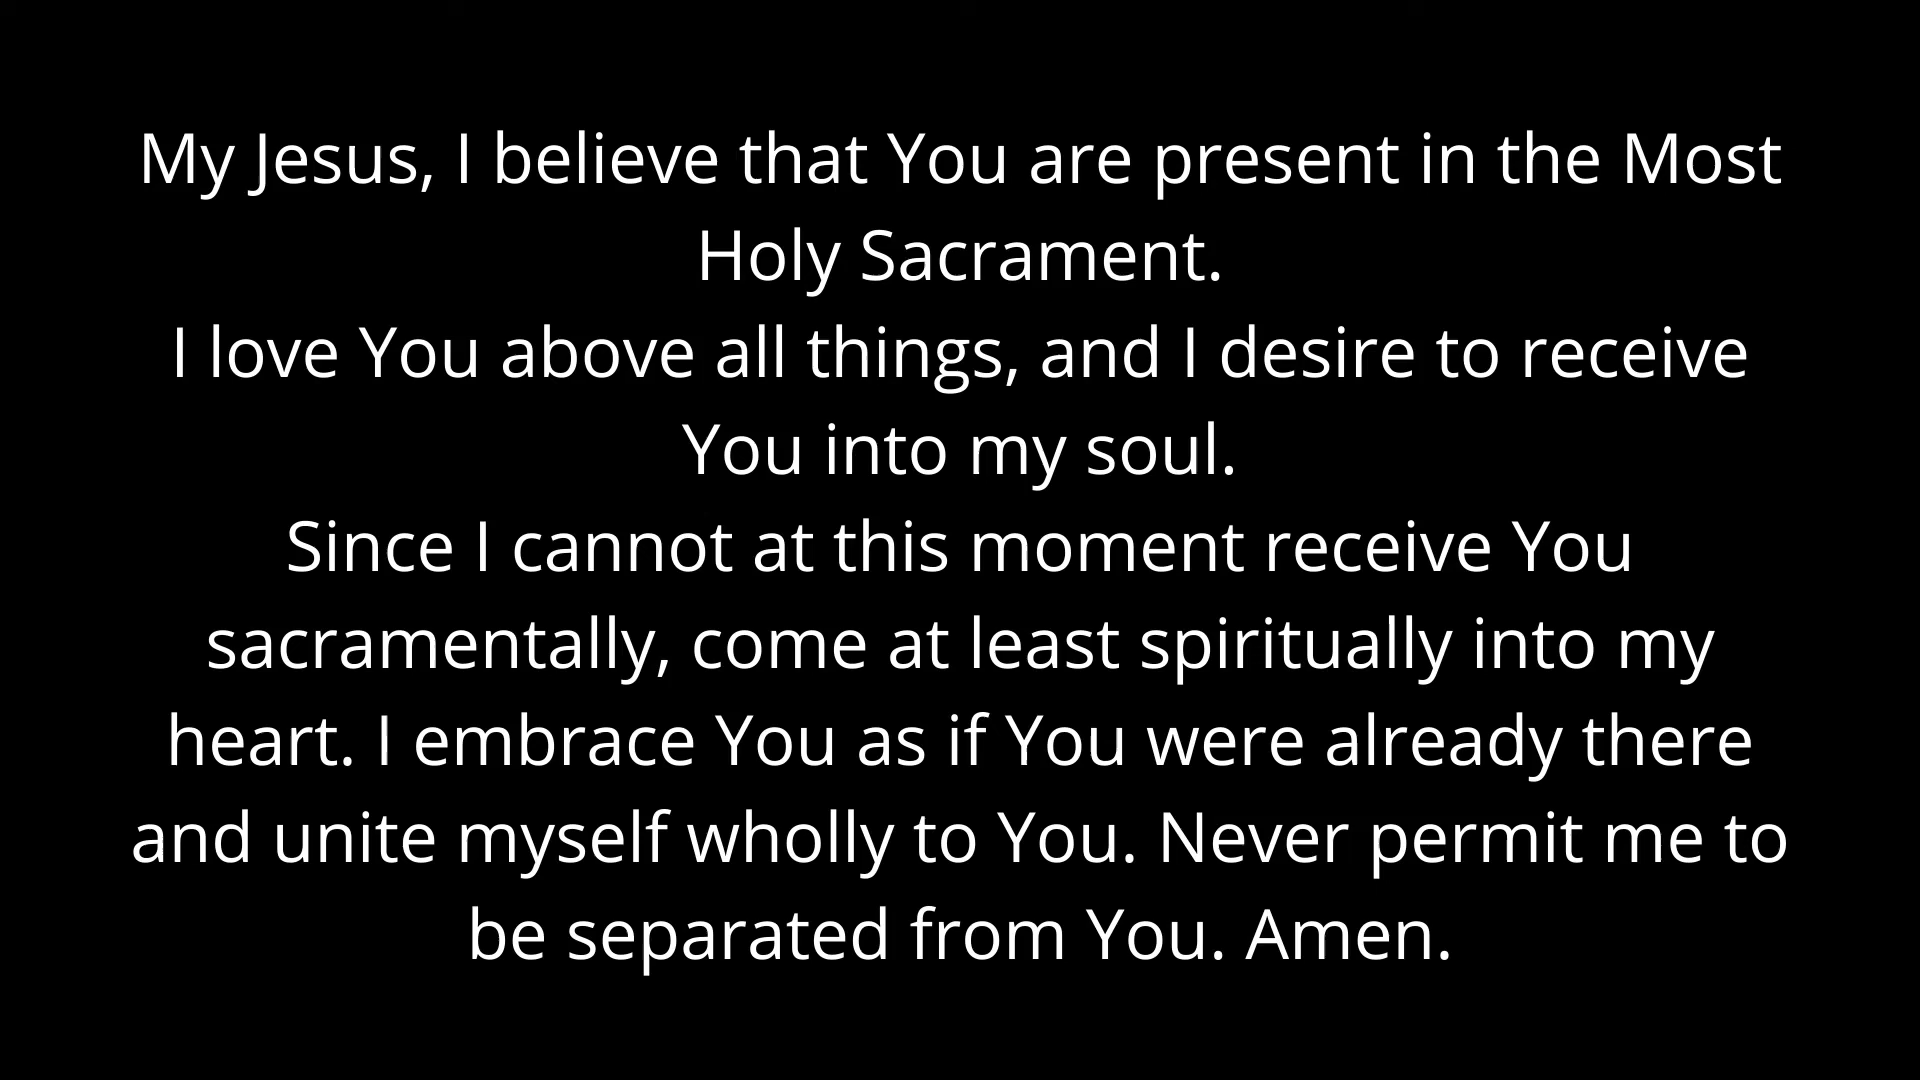 My Jesus, I believe that You are present in the Most
Holy Sacrament.
I love You above all things, and I desire to receive
You into my soul.
Since I cannot at this moment receive You
sacramentally, come at least spiritually into my
heart. I embrace You as if You were already there
and unite myself wholly to You. Never permit me to
be separated from You. Amen.